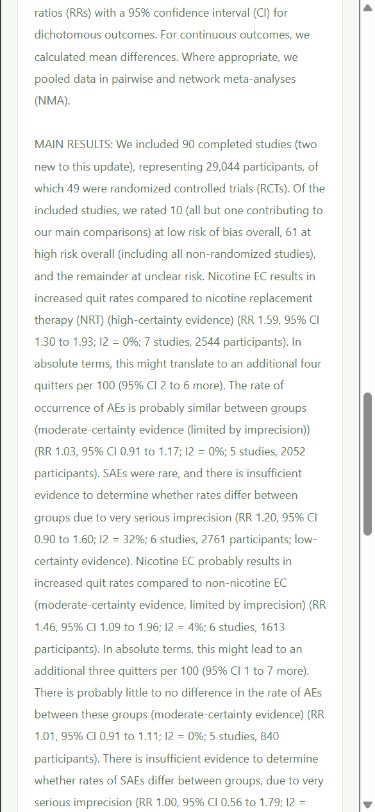 ratios (RRs) with a 95% confidence interval (CI) for
dichotomous outcomes. For continuous outcomes, we
calculated mean differences. Where appropriate, we
pooled data in pairwise and network meta-analyses
(NMA).
MAIN RESULTS: We included 90 completed studies (two
new to this update), representing 29,044 participants, of
which 49 were randomized controlled trials (RCTs). Of the
included studies, we rated 10 (all but one contributing to
our main comparisons) at low risk of bias overall, 61 at
high risk overall (including all non-randomized studies),
and the remainder at unclear risk. Nicotine EC results in
increased quit rates compared to nicotine replacement
therapy (NRT) (high-certainty evidence) (RR 1.59, 95% CI
1.30 to 1.93; I2 = 0%; 7 studies, 2544 participants). In
absolute terms, this might translate to an additional four
quitters per 100 (95% CI 2 to 6 more). The rate of
occurrence of AEs is probably similar between groups
(moderate-certainty evidence (limited by imprecision))
(RR 1.03, 95% CI 0.91 to 1.17; I2 = 0%; 5 studies, 2052
participants). SAEs were rare, and there is insufficient
evidence to determine whether rates differ between
groups due to very serious imprecision (RR 1.20, 95% CI
0.90 to 1.60; I2 = 32%; 6 studies, 2761 participants; low-
certainty evidence). Nicotine EC probably results in
increased quit rates compared to non-nicotine EC
(moderate-certainty evidence, limited by imprecision) (RR
1.46, 95% CI 1.09 to 1.96; I2 = 4%; 6 studies, 1613
participants). In absolute terms, this might lead to an
additional three quitters per 100 (95% CI 1 to 7 more).
There is probably little to no difference in the rate of AEs
between these groups (moderate-certainty evidence) (RR
1.01, 95% CI 0.91 to 1.11; I2 = 0%; 5 studies, 840
participants). There is insufficient evidence to determine
whether rates of SAEs differ between groups, due to very
serious imprecision (RR 1.00, 95% CI 0.56 to 1.79; I2 =